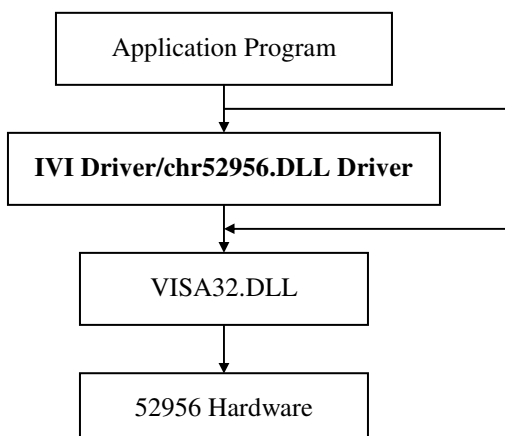 Application Program
IVI Driver/chr52956.DLL Driver
VISA32.DLL
52956 Hardware